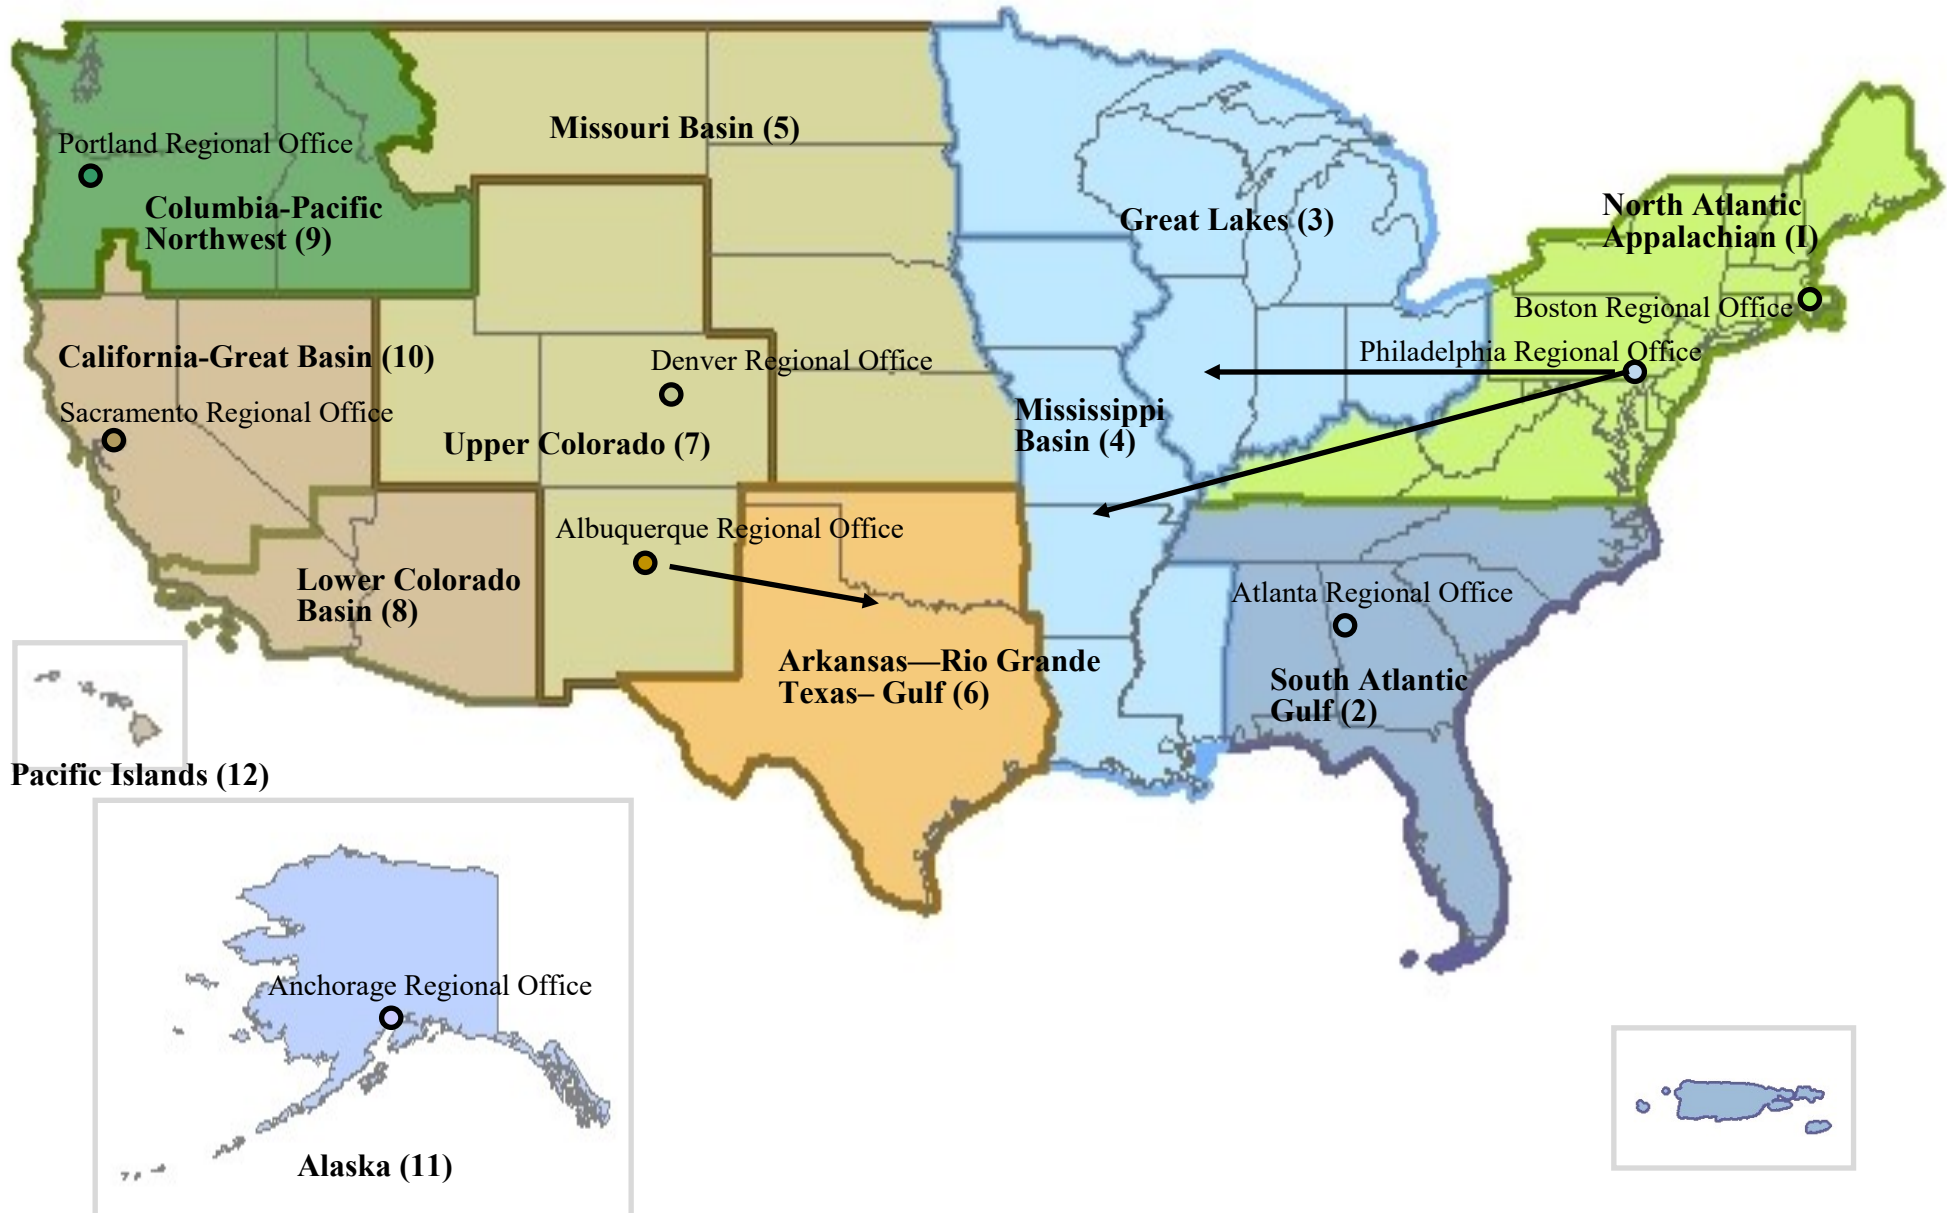 Missouri Basin (5)
Portland Regional Office
Columbia-Pacific
Northwest (9)
Great Lakes (3)
North Atlantic
Appalachian (I)
Boston Regional Office
Philadelphia Regional Office
California-Great Basin (10)
Denver Regional Office
Sacramento Regional Office
Upper Colorado (7)
Mississippi
Basin (4)
Albuquerque Regional Office
Lower Colorado
Basin (8)
Atlanta Regional Office
Arkansas—Rio Grande
Texas– Gulf (6)
South Atlantic
Gulf (2)
Pacific Islands (12)
Anchorage Regional Office
Alaska (11)